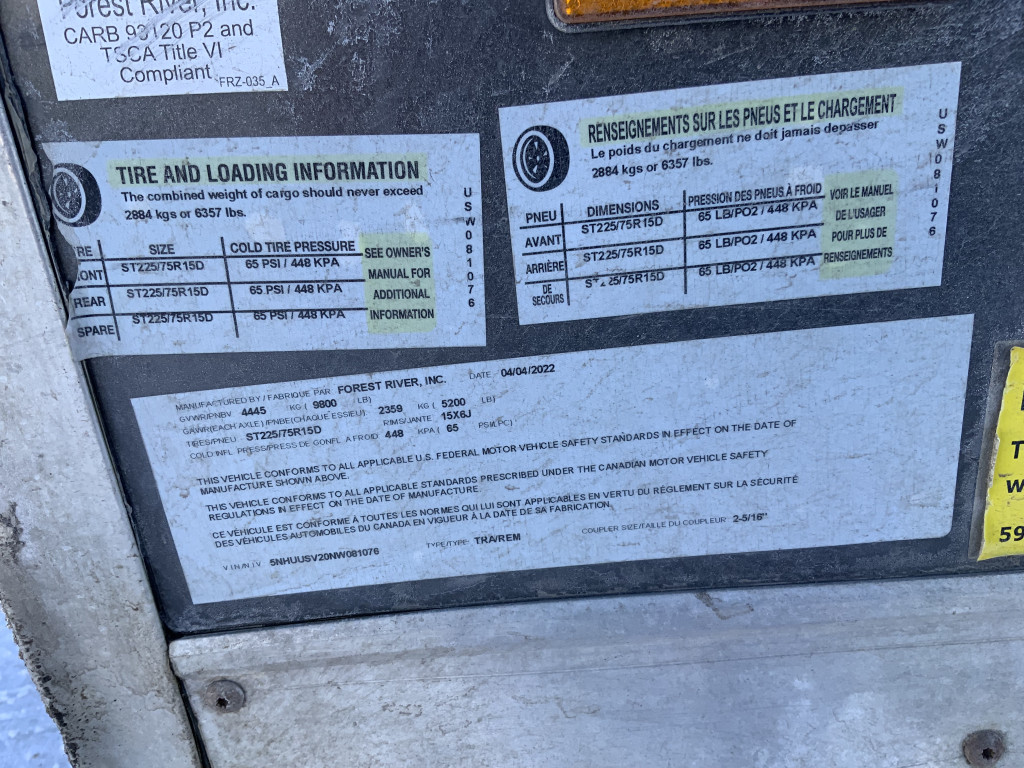 Forest River, Inc.
CARB 93120 P2 and
TSCA Title VI
Compliant
FRZ-035_A
TIRE AND LOADING INFORMATION
The combined weight of cargo should never exceed
2884 kgs or 6357 lbs.
RE SIZE COLD TIRE PRESSURE SEE OWNER'S
ONT ST225/75R15D 65 PSI / 448 KPA MANUAL FOR
REAR ST225/75R15D 65 PSI / 448 KPA ADDITIONAL
SPARE ST225/75R15D 65 PSI / 448 KPA INFORMATION
USW081076
RENSEIGNEMENTS SUR LES PNEUS ET LE CHARGEMENT
Le poids du chargement ne doit jamais depasser
2884 kgs or 6357 lbs.
PNEU DIMENSIONS PRESSION DES PNEUS À FROID VOIR LE MANUEL
AVANT ST225/75R15D 65 LB/PO2 / 448 KPA DE L'USAGER
ARRIÈRE ST225/75R15D 65 LB/PO2 / 448 KPA POUR PLUS DE
DE SECOURS ST225/75R15D 65 LB/PO2 / 448 KPA RENSEIGNEMENTS
USW081076
MANUFACTURED BY / FABRIQUE PAR FOREST RIVER, INC. DATE 04/04/2022
GVWR/PNBV 4445 KG ( 9800 LB)
GAWR(EACH AXLE) /PNBE(CHAQUE ESSIEU) 2359 KG ( 5200 LB)
TIRES/PNEU ST225/75R15D RIMS/JANTE 15X6J
COLD INFL. PRESS/PRESS DE GONFL. A FROID 448 KPA ( 65 PSI/LPC)
THIS VEHICLE CONFORMS TO ALL APPLICABLE U.S. FEDERAL MOTOR VEHICLE SAFETY STANDARDS IN EFFECT ON THE DATE OF
MANUFACTURE SHOWN ABOVE.
THIS VEHICLE CONFORMS TO ALL APPLICABLE STANDARDS PRESCRIBED UNDER THE CANADIAN MOTOR VEHICLE SAFETY
REGULATIONS IN EFFECT ON THE DATE OF MANUFACTURE
CE VÉHICULE EST CONFORME A TOUTES LES NORMES QUI LUI SONT APPLICABLES EN VERTU DU RÉGLEMENT SUR LA SÉCURITÉ
DES VÉHICULES AUTOMOBILES DU CANADA EN VIGUEUR À LA DATE DE SA FABRICATION.
V I N /N I V 5NHUUSV20NW081076 TYPE/TYPE: TRA/REM COUPLER SIZE/TAILLE DU COUPLEUR 2-5/16"
T
W
59